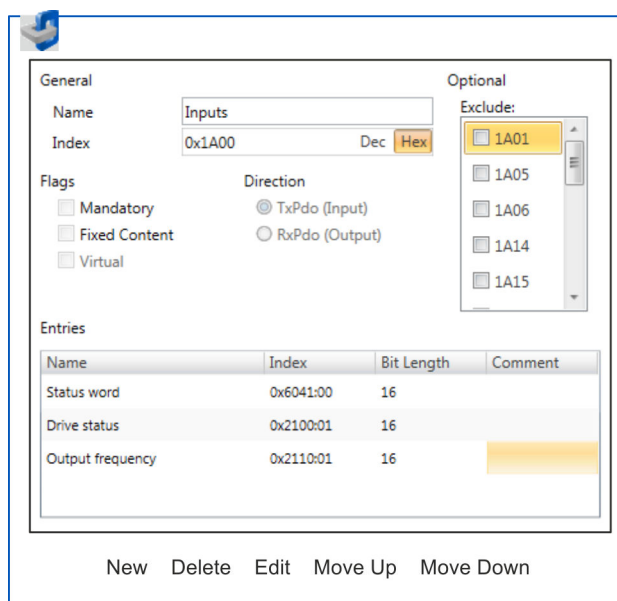 General
Optional
Name Inputs
Exclude:
Index 0x1A00 Dec Hex
1A01
Flags Direction
1A05
Mandatory TxPdo (Input)
1A06
Fixed Content RxPdo (Output)
1A14
Virtual
1A15
Entries
Name Index Bit Length Comment
Status word 0x6041:00 16
Drive status 0x2100:01 16
Output frequency 0x2110:01 16
New Delete Edit Move Up Move Down